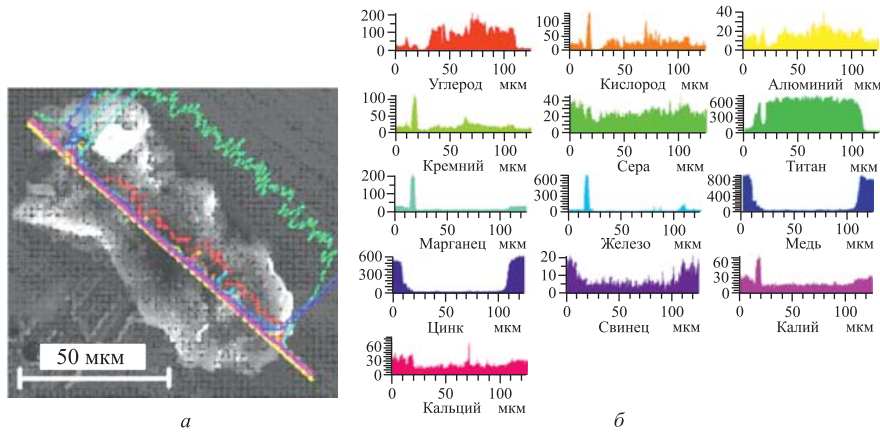 200
100
0
0 50 100
Углерод мкм
100
50
0
0 50 100
Кислород мкм
40
20
0
0 50 100
Алюминий мкм
100
50
0
0 50 100
Кремний мкм
40
20
0
0 50 100
Сера мкм
600
300
0
0 50 100
Титан мкм
200
100
0
0 50 100
Марганец мкм
600
300
0
0 50 100
Железо мкм
800
400
0
0 50 100
Медь мкм
600
300
0
0 50 100
Цинк мкм
20
10
0
0 50 100
Свинец мкм
60
30
0
0 50 100
Калий мкм
60
30
0
0 50 100
Кальций мкм
50 мкм
а
б